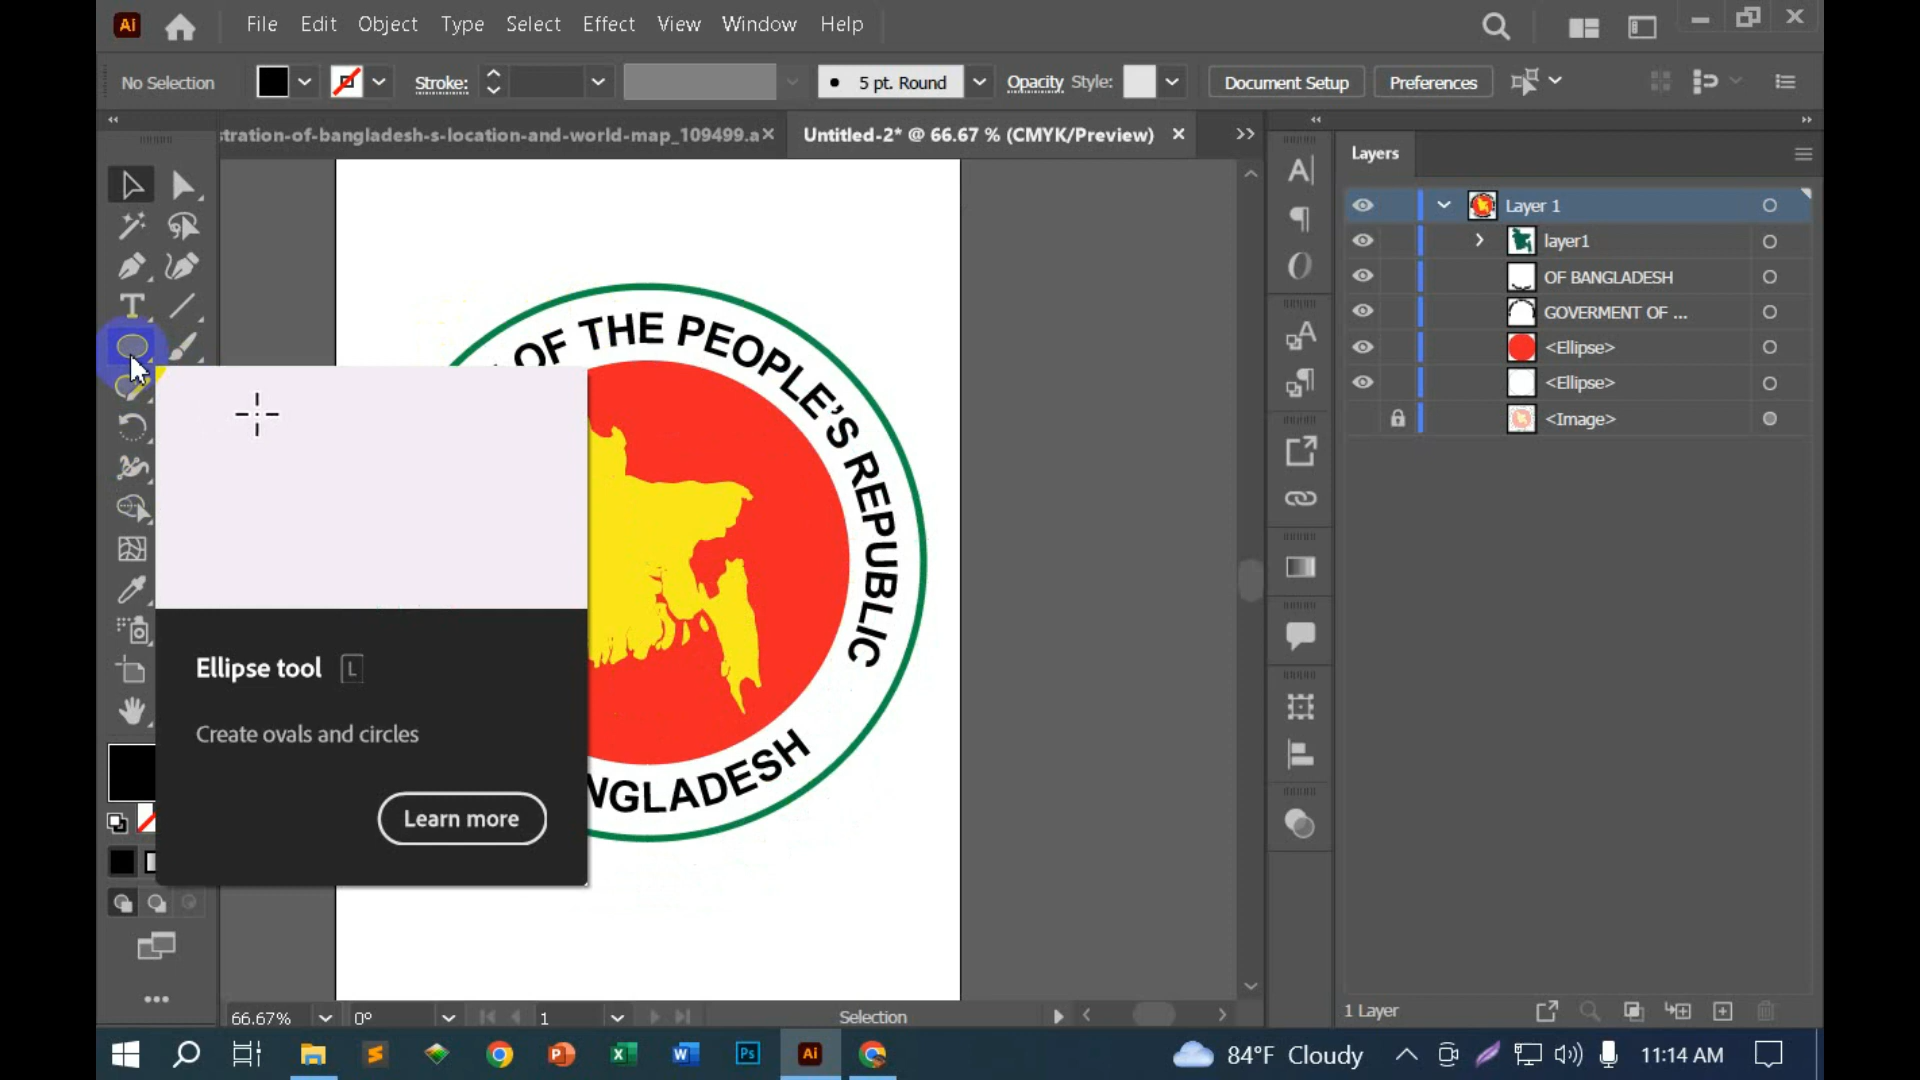 Ai File Edit Object Type Select Effect View Window Help
No Selection Stroke: 5 pt. Round Opacity Style: Document Setup Preferences
stration-of-bangladesh-s-location-and-world-map_109499.a × Untitled-2* @ 66.67 % (CMYK/Preview) ×
Layers
Layer 1
layer1
OF BANGLADESH
GOVERMENT OF ...
<Ellipse>
<Ellipse>
<Image>
OF THE PEOPLE'S REPUBLIC
NGLADESH
Ellipse tool L
Create ovals and circles
Learn more
66.67% 0° 1 Selection
1 Layer
84°F Cloudy 11:14 AM